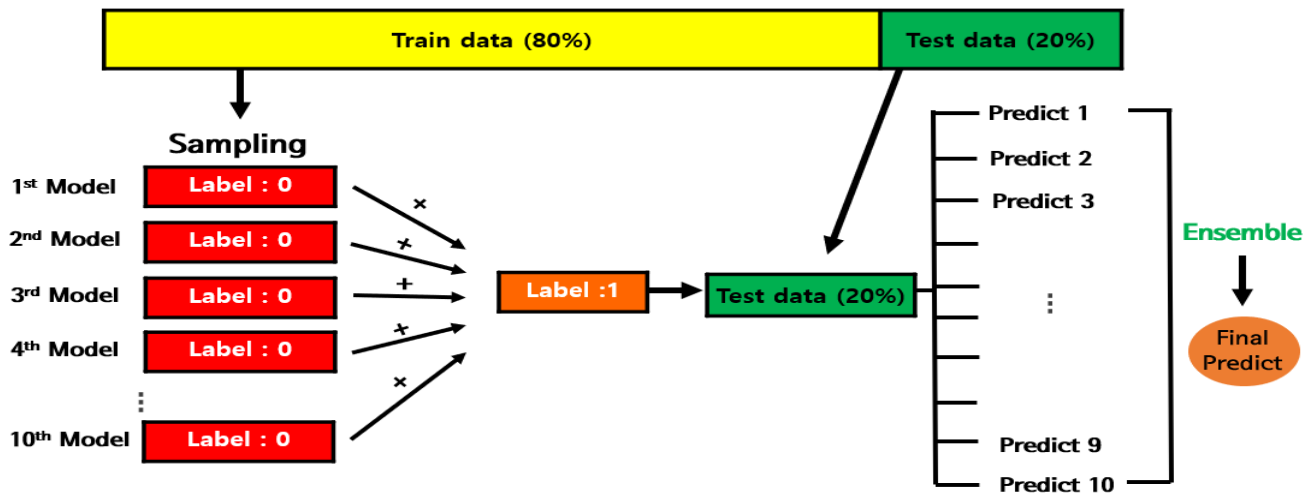 Train data (80%)
Test data (20%)
Sampling
1st Model
Label : 0
2nd Model
Label : 0
3rd Model
Label : 0
4th Model
Label : 0
⋮
10th Model
Label : 0
+
+
+
+
+
Label :1
Test data (20%)
Predict 1
Predict 2
Predict 3
⋮
Predict 9
Predict 10
Ensemble
Final
Predict